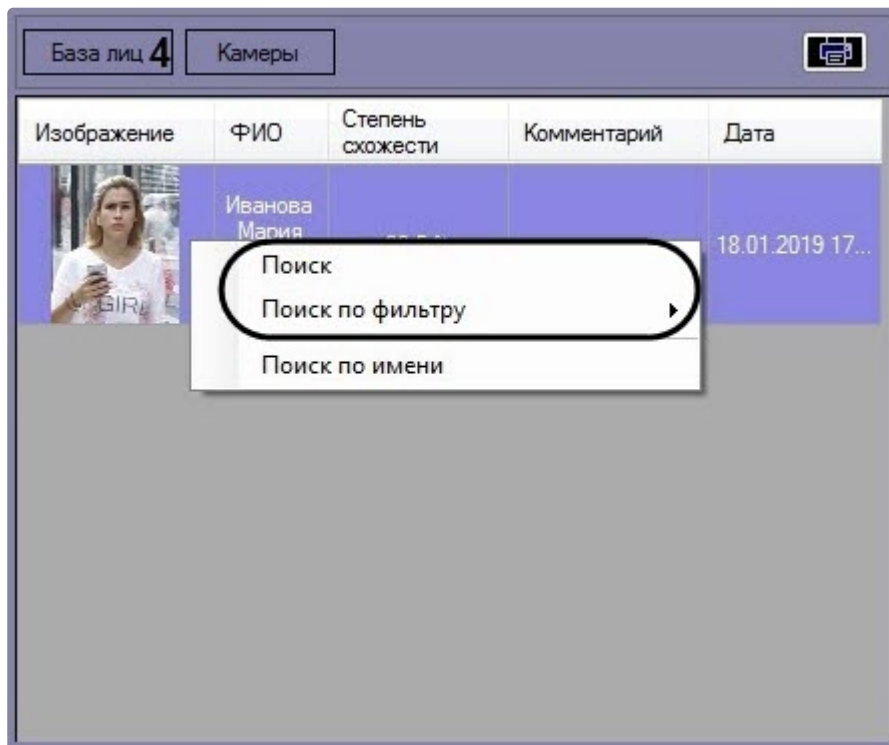 База лиц 4
Камеры
Изображение
ФИО
Степень
схожести
Комментарий
Дата
Иванова
Мария
18.01.2019 17...
GIRL
Поиск
Поиск по фильтру
Поиск по имени